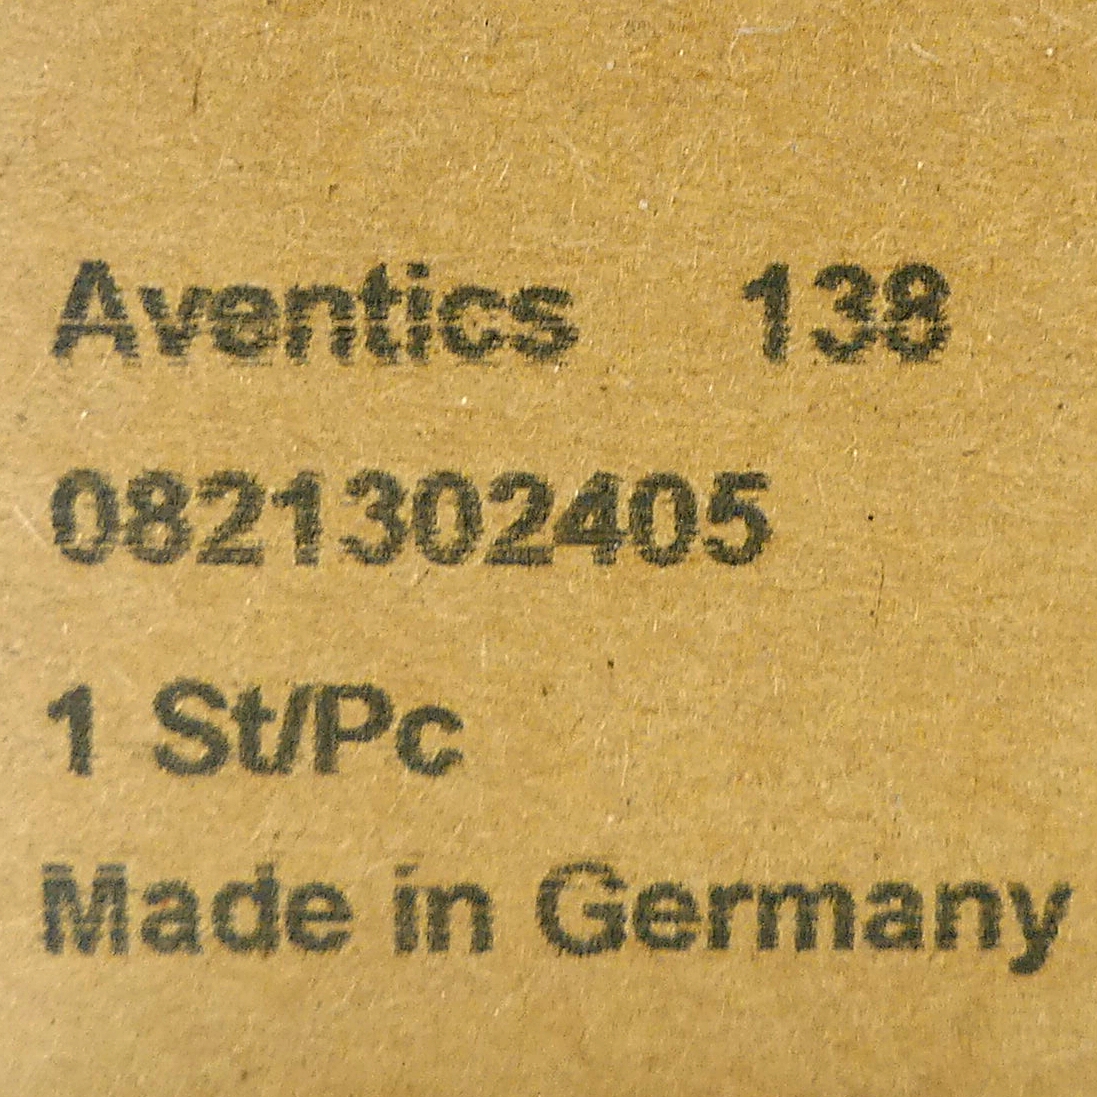 Aventics 138
0821302405
1 St/Pc
Made in Germany